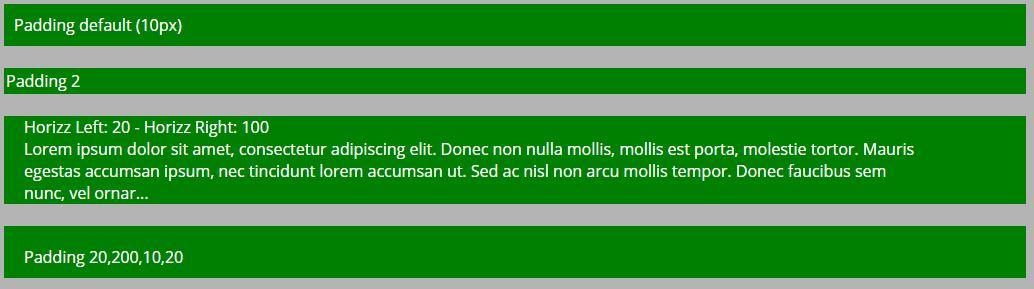 Padding default (10px)
Padding 2
Horizz Left: 20 - Horizz Right: 100
Lorem ipsum dolor sit amet, consectetur adipiscing elit. Donec non nulla mollis, mollis est porta, molestie tortor. Mauris
egestas accumsan ipsum, nec tincidunt lorem accumsan ut. Sed ac nisl non arcu mollis tempor. Donec faucibus sem
nunc, vel ornar...
Padding 20,200,10,20